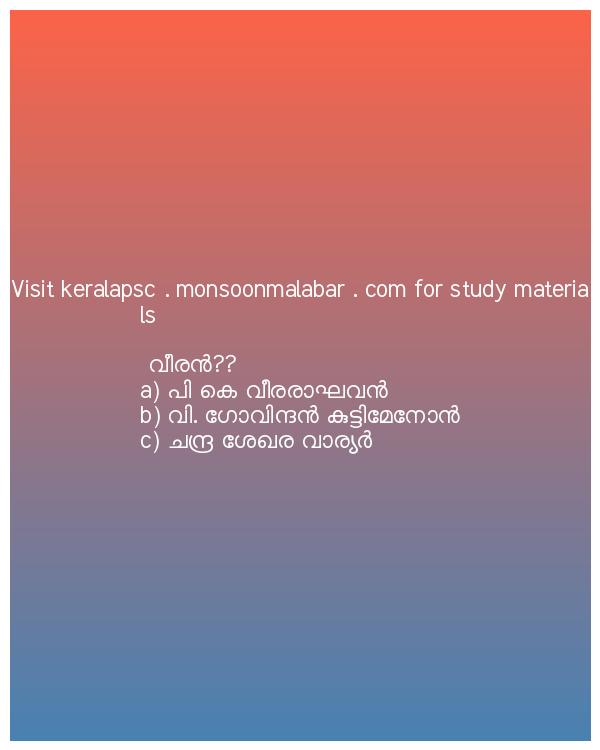 Visit keralapsc . monsoonmalabar . com for study materia
ls
വീരൻ??
a) പി കെ വീരരാഘവൻ
b) വി. ഗോവിന്ദൻ കുട്ടിമേനോൻ
c) ചന്ദ്ര ശേഖര വാര്യർ